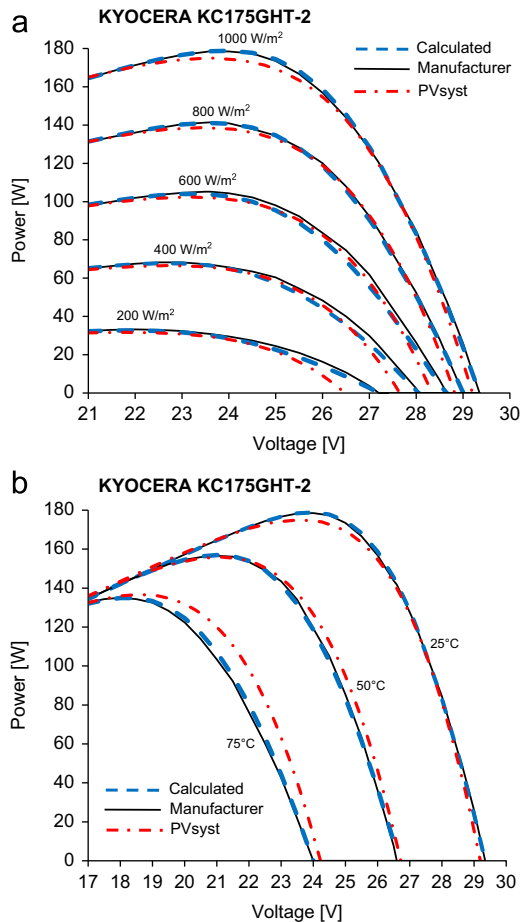 a
KYOCERA KC175GHT-2
180
160
140
120
100
80
60
40
20
0
Power [W]
1000 W/m²
800 W/m²
600 W/m²
400 W/m²
200 W/m²
Calculated
Manufacturer
PVsyst
21 22 23 24 25 26 27 28 29 30
Voltage [V]
b
KYOCERA KC175GHT-2
180
160
140
120
100
80
60
40
20
0
Power [W]
25°C
50°C
75°C
Calculated
Manufacturer
PVsyst
17 18 19 20 21 22 23 24 25 26 27 28 29 30
Voltage [V]